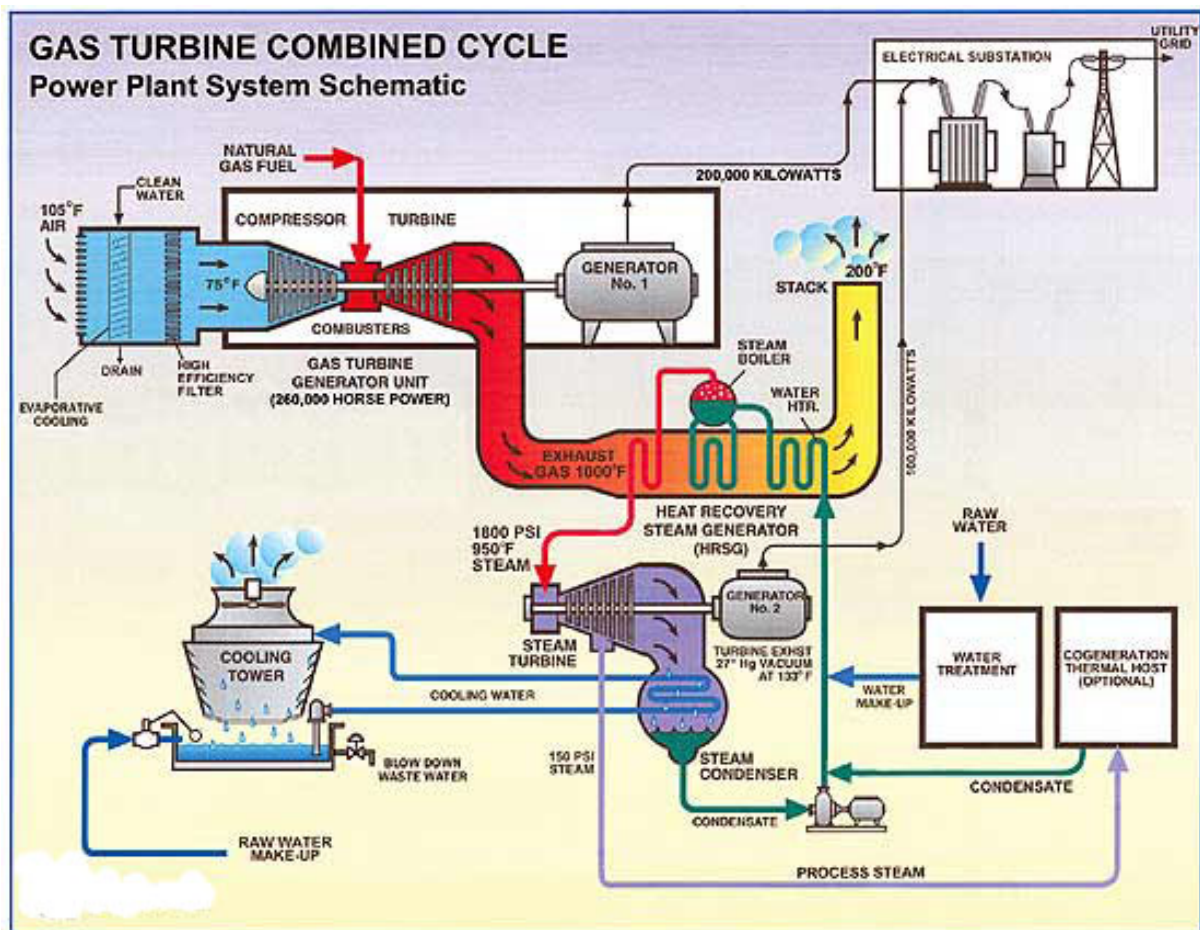 GAS TURBINE COMBINED CYCLE
Power Plant System Schematic
UTILITY
GRID
ELECTRICAL SUBSTATION
NATURAL
GAS FUEL
200,000 KILOWATTS
CLEAN
WATER
105°F
AIR
COMPRESSOR
TURBINE
75°F
GENERATOR
No. 1
200°F
STACK
COMBUSTERS
DRAIN
HIGH
EFFICIENCY
FILTER
GAS TURBINE
GENERATOR UNIT
(260,000 HORSE POWER)
EVAPORATIVE
COOLING
STEAM
BOILER
WATER
HTR.
EXHAUST
GAS 1000°F
100,000 KILOWATTS
HEAT RECOVERY
STEAM GENERATOR
(HRSG)
RAW
WATER
1800 PSI
950°F
STEAM
GENERATOR
No. 2
STEAM
TURBINE
TURBINE EXHST
27" Hg VACUUM
AT 133°F
COOLING
TOWER
COOLING WATER
WATER
TREATMENT
COGENERATION
THERMAL HOST
(OPTIONAL)
WATER
MAKE-UP
150 PSI
STEAM
STEAM
CONDENSER
BLOW DOWN
WASTE WATER
CONDENSATE
CONDENSATE
RAW WATER
MAKE-UP
PROCESS STEAM